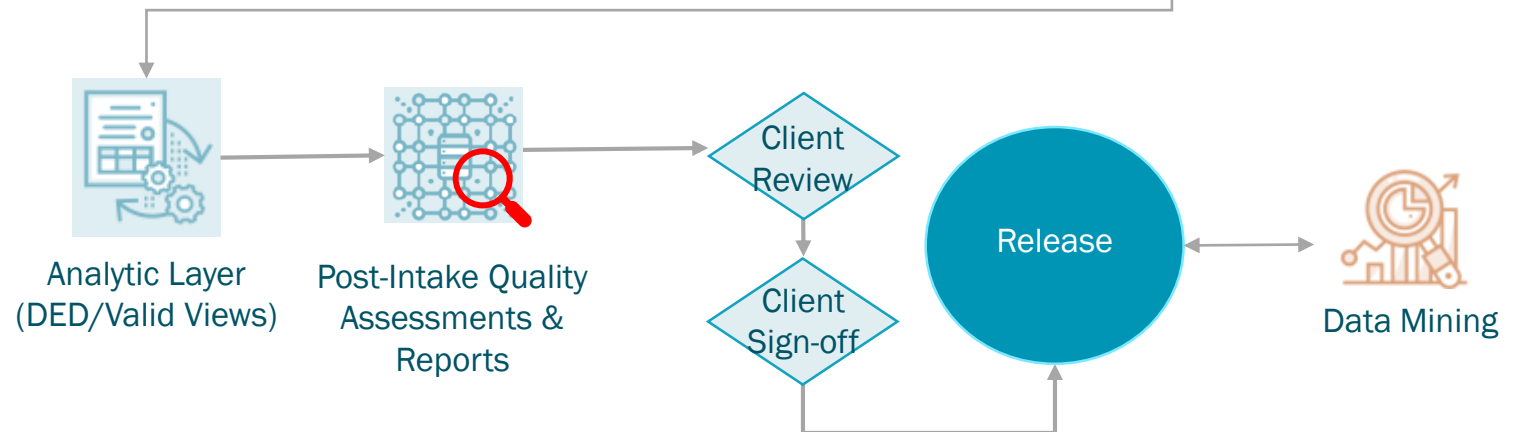 Analytic Layer
(DED/Valid Views)
Post-Intake Quality
Assessments &
Reports
Client
Review
Client
Sign-off
Release
Data Mining